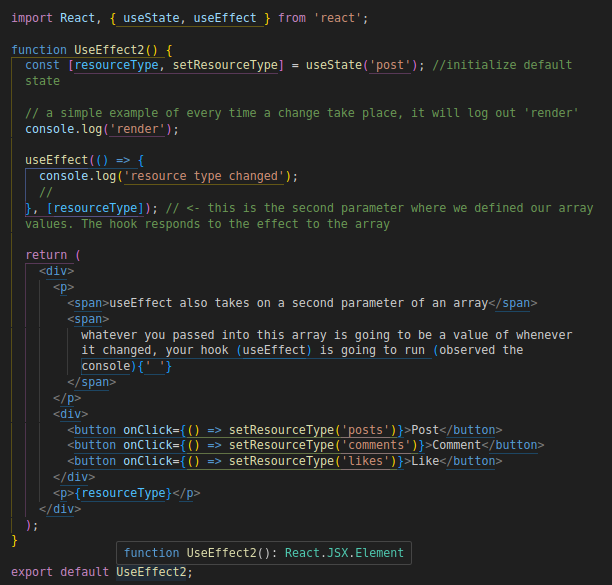 import React, { useState, useEffect } from 'react';
function UseEffect2() {
const [resourceType, setResourceType] = useState('post'); //initialize default
state
// a simple example of every time a change take place, it will log out 'render'
console.log('render');
useEffect(() => {
console.log('resource type changed');
//
}, [resourceType]); // <- this is the second parameter where we defined our array
values. The hook responds to the effect to the array
return (
<div>
<p>
<span>useEffect also takes on a second parameter of an array</span>
<span>
whatever you passed into this array is going to be a value of whenever
it changed, your hook (useEffect) is going to run (observed the
console){' '}
</span>
</p>
<div>
<button onClick={() => setResourceType('posts')}>Post</button>
<button onClick={() => setResourceType('comments')}>Comment</button>
<button onClick={() => setResourceType('likes')}>Like</button>
</div>
<p>{resourceType}</p>
</div>
);
}
function UseEffect2(): React.JSX.Element
export default UseEffect2;